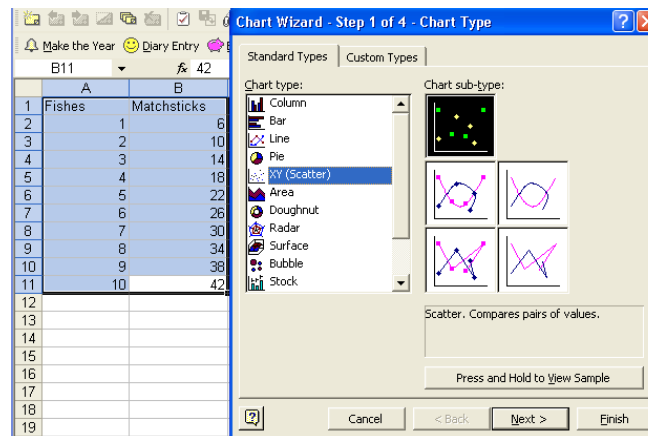 Chart Wizard - Step 1 of 4 - Chart Type
Make the Year Diary Entry
B11 fx 42
A B
1 Fishes Matchsticks
2 1 6
3 2 10
4 3 14
5 4 18
6 5 22
7 6 26
8 7 30
9 8 34
10 9 38
11 10 42
12
13
14
15
16
17
18
19
Standard Types Custom Types
Chart type:
Column
Bar
Line
Pie
XY (Scatter)
Area
Doughnut
Radar
Surface
Bubble
Stock
Chart sub-type:
Scatter. Compares pairs of values.
Press and Hold to View Sample
Cancel < Back Next > Finish